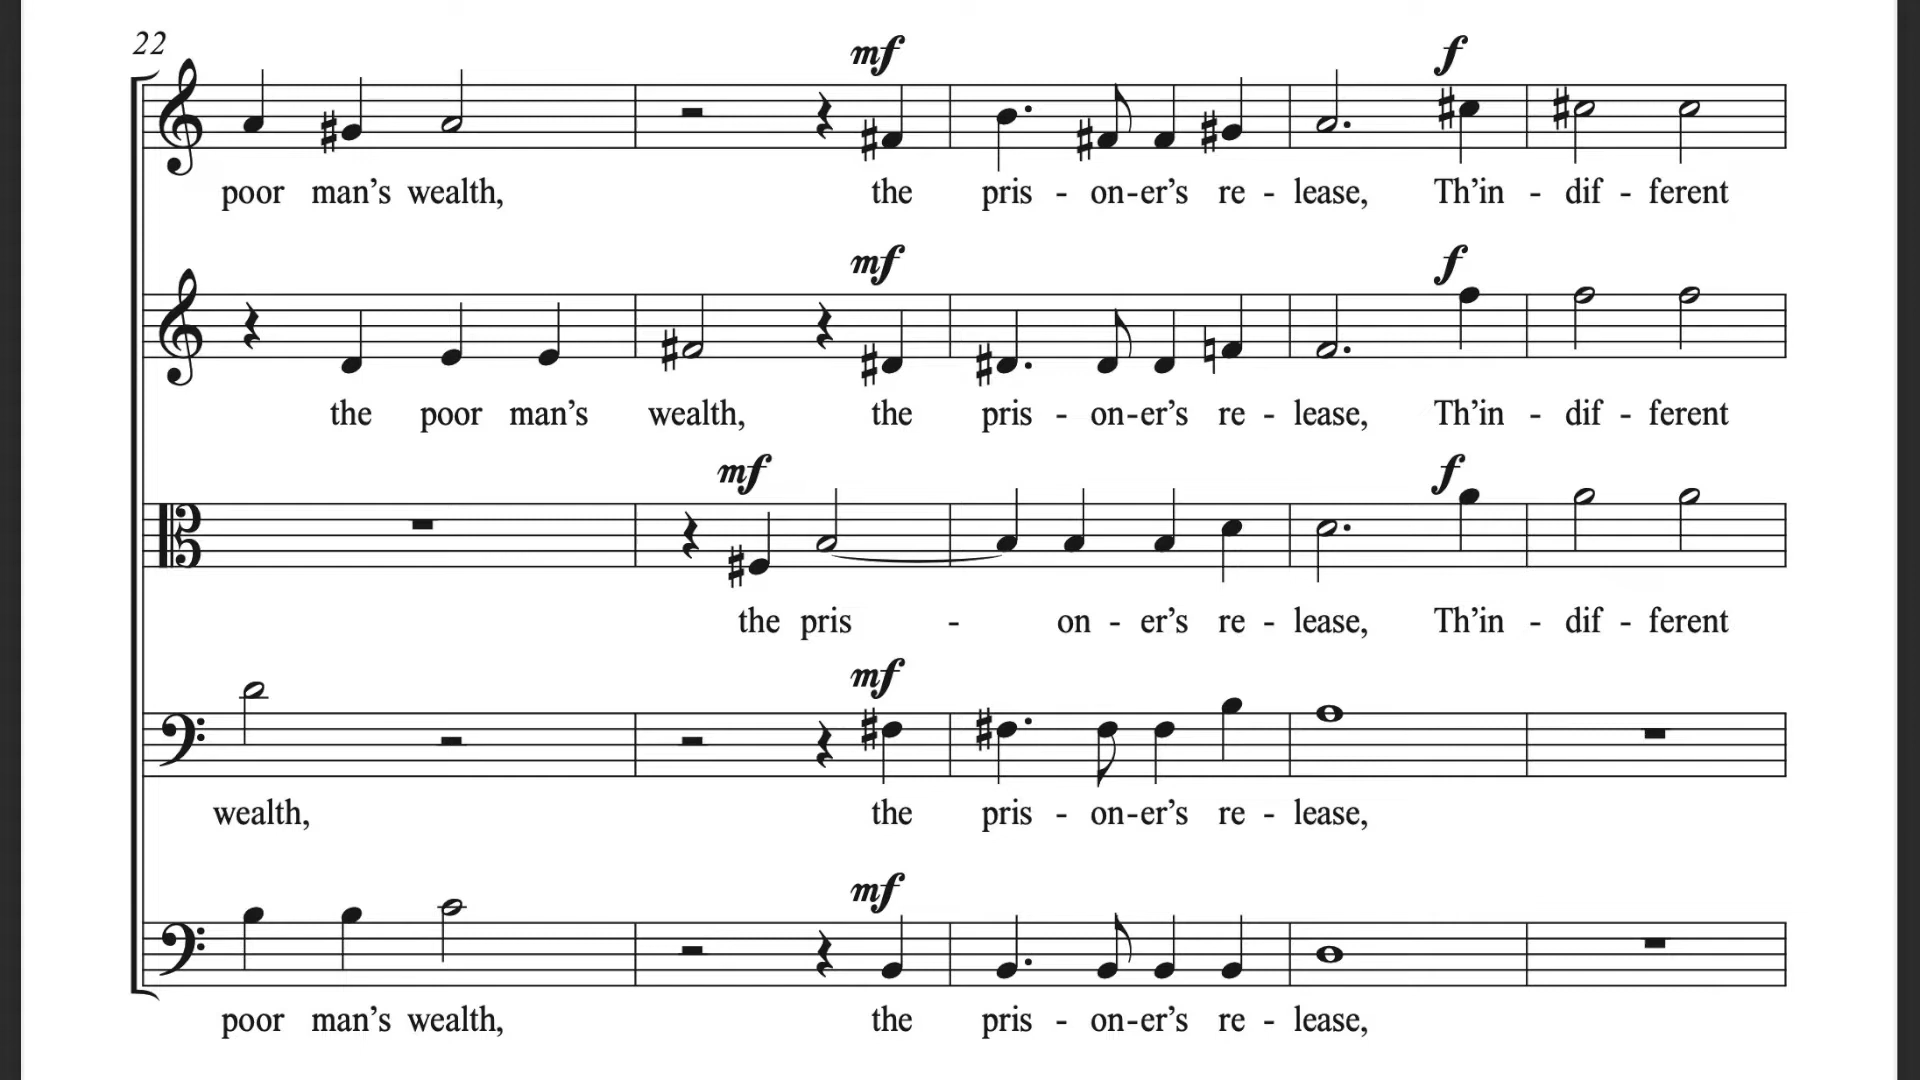 22
mf f
poor man’s wealth, the pris - on-er’s re - lease, Th’in - dif - ferent
mf f
the poor man’s wealth, the pris - on-er’s re - lease, Th’in - dif - ferent
mf f
the pris - on - er’s re - lease, Th’in - dif - ferent
mf
wealth, the pris - on-er’s re - lease,
mf
poor man’s wealth, the pris - on-er’s re - lease,